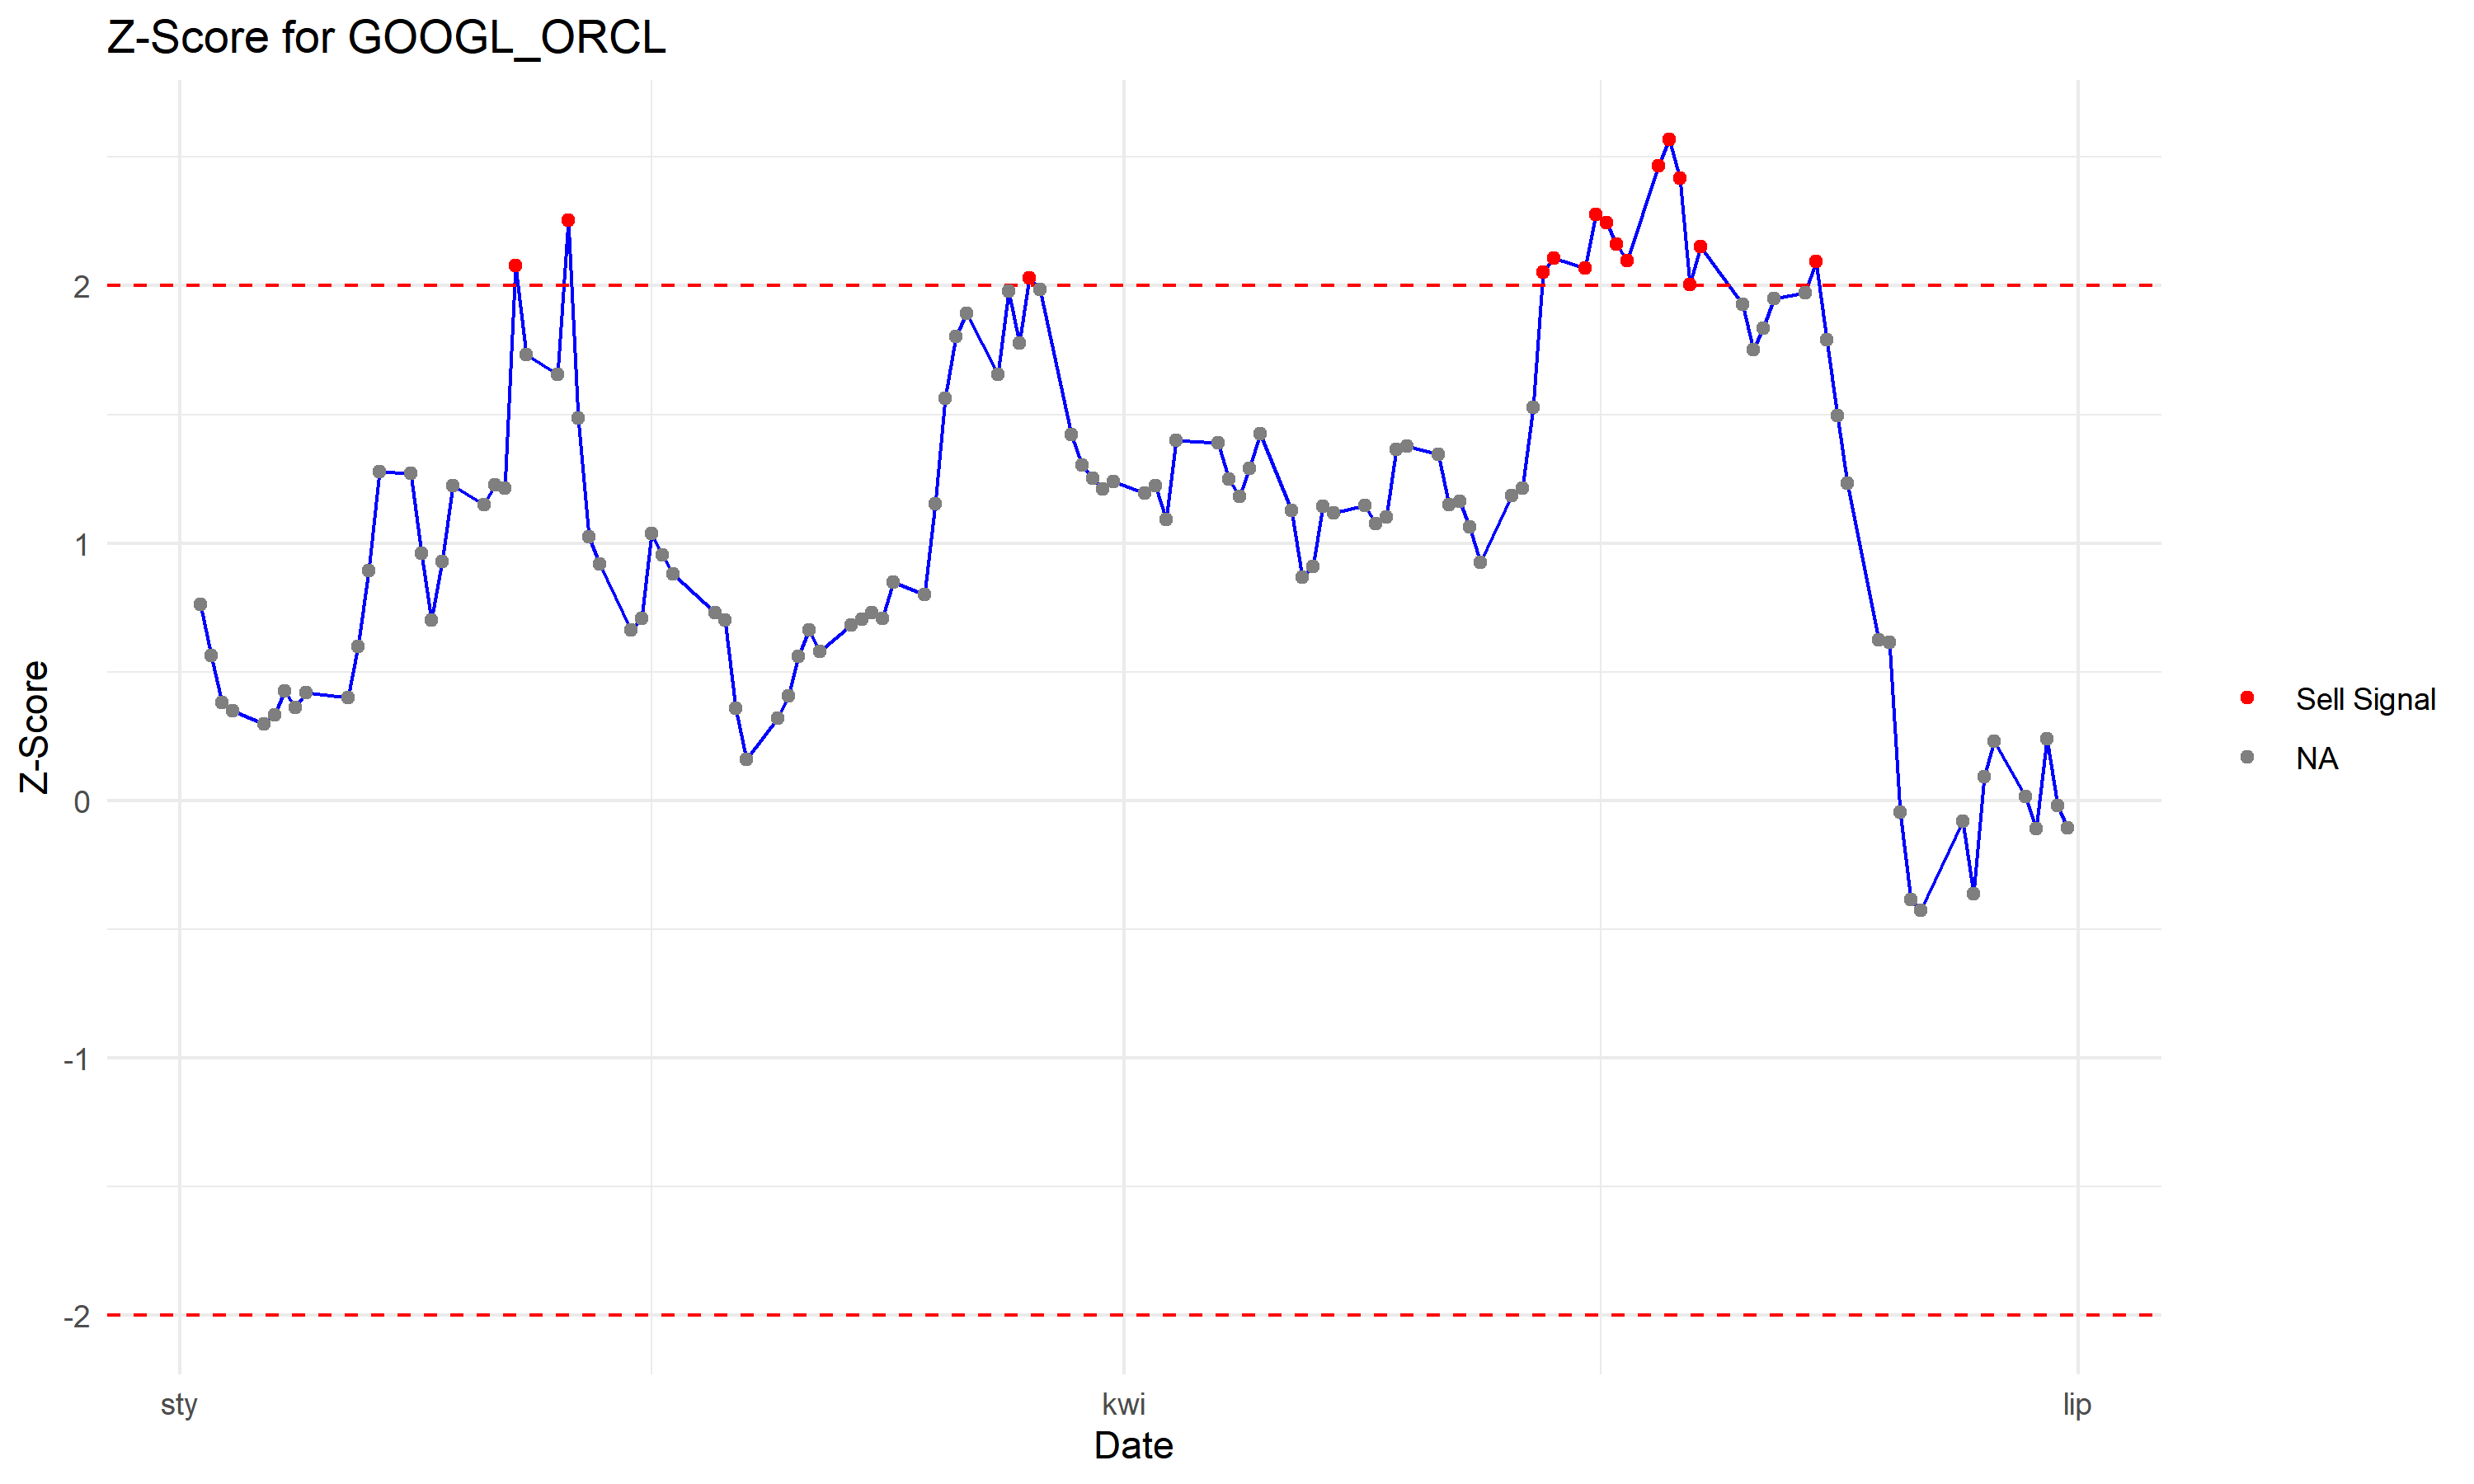 Z-Score for GOOGL_ORCL
Z-Score
2
1
0
-1
-2
sty
kwi
lip
Date
Sell Signal
NA